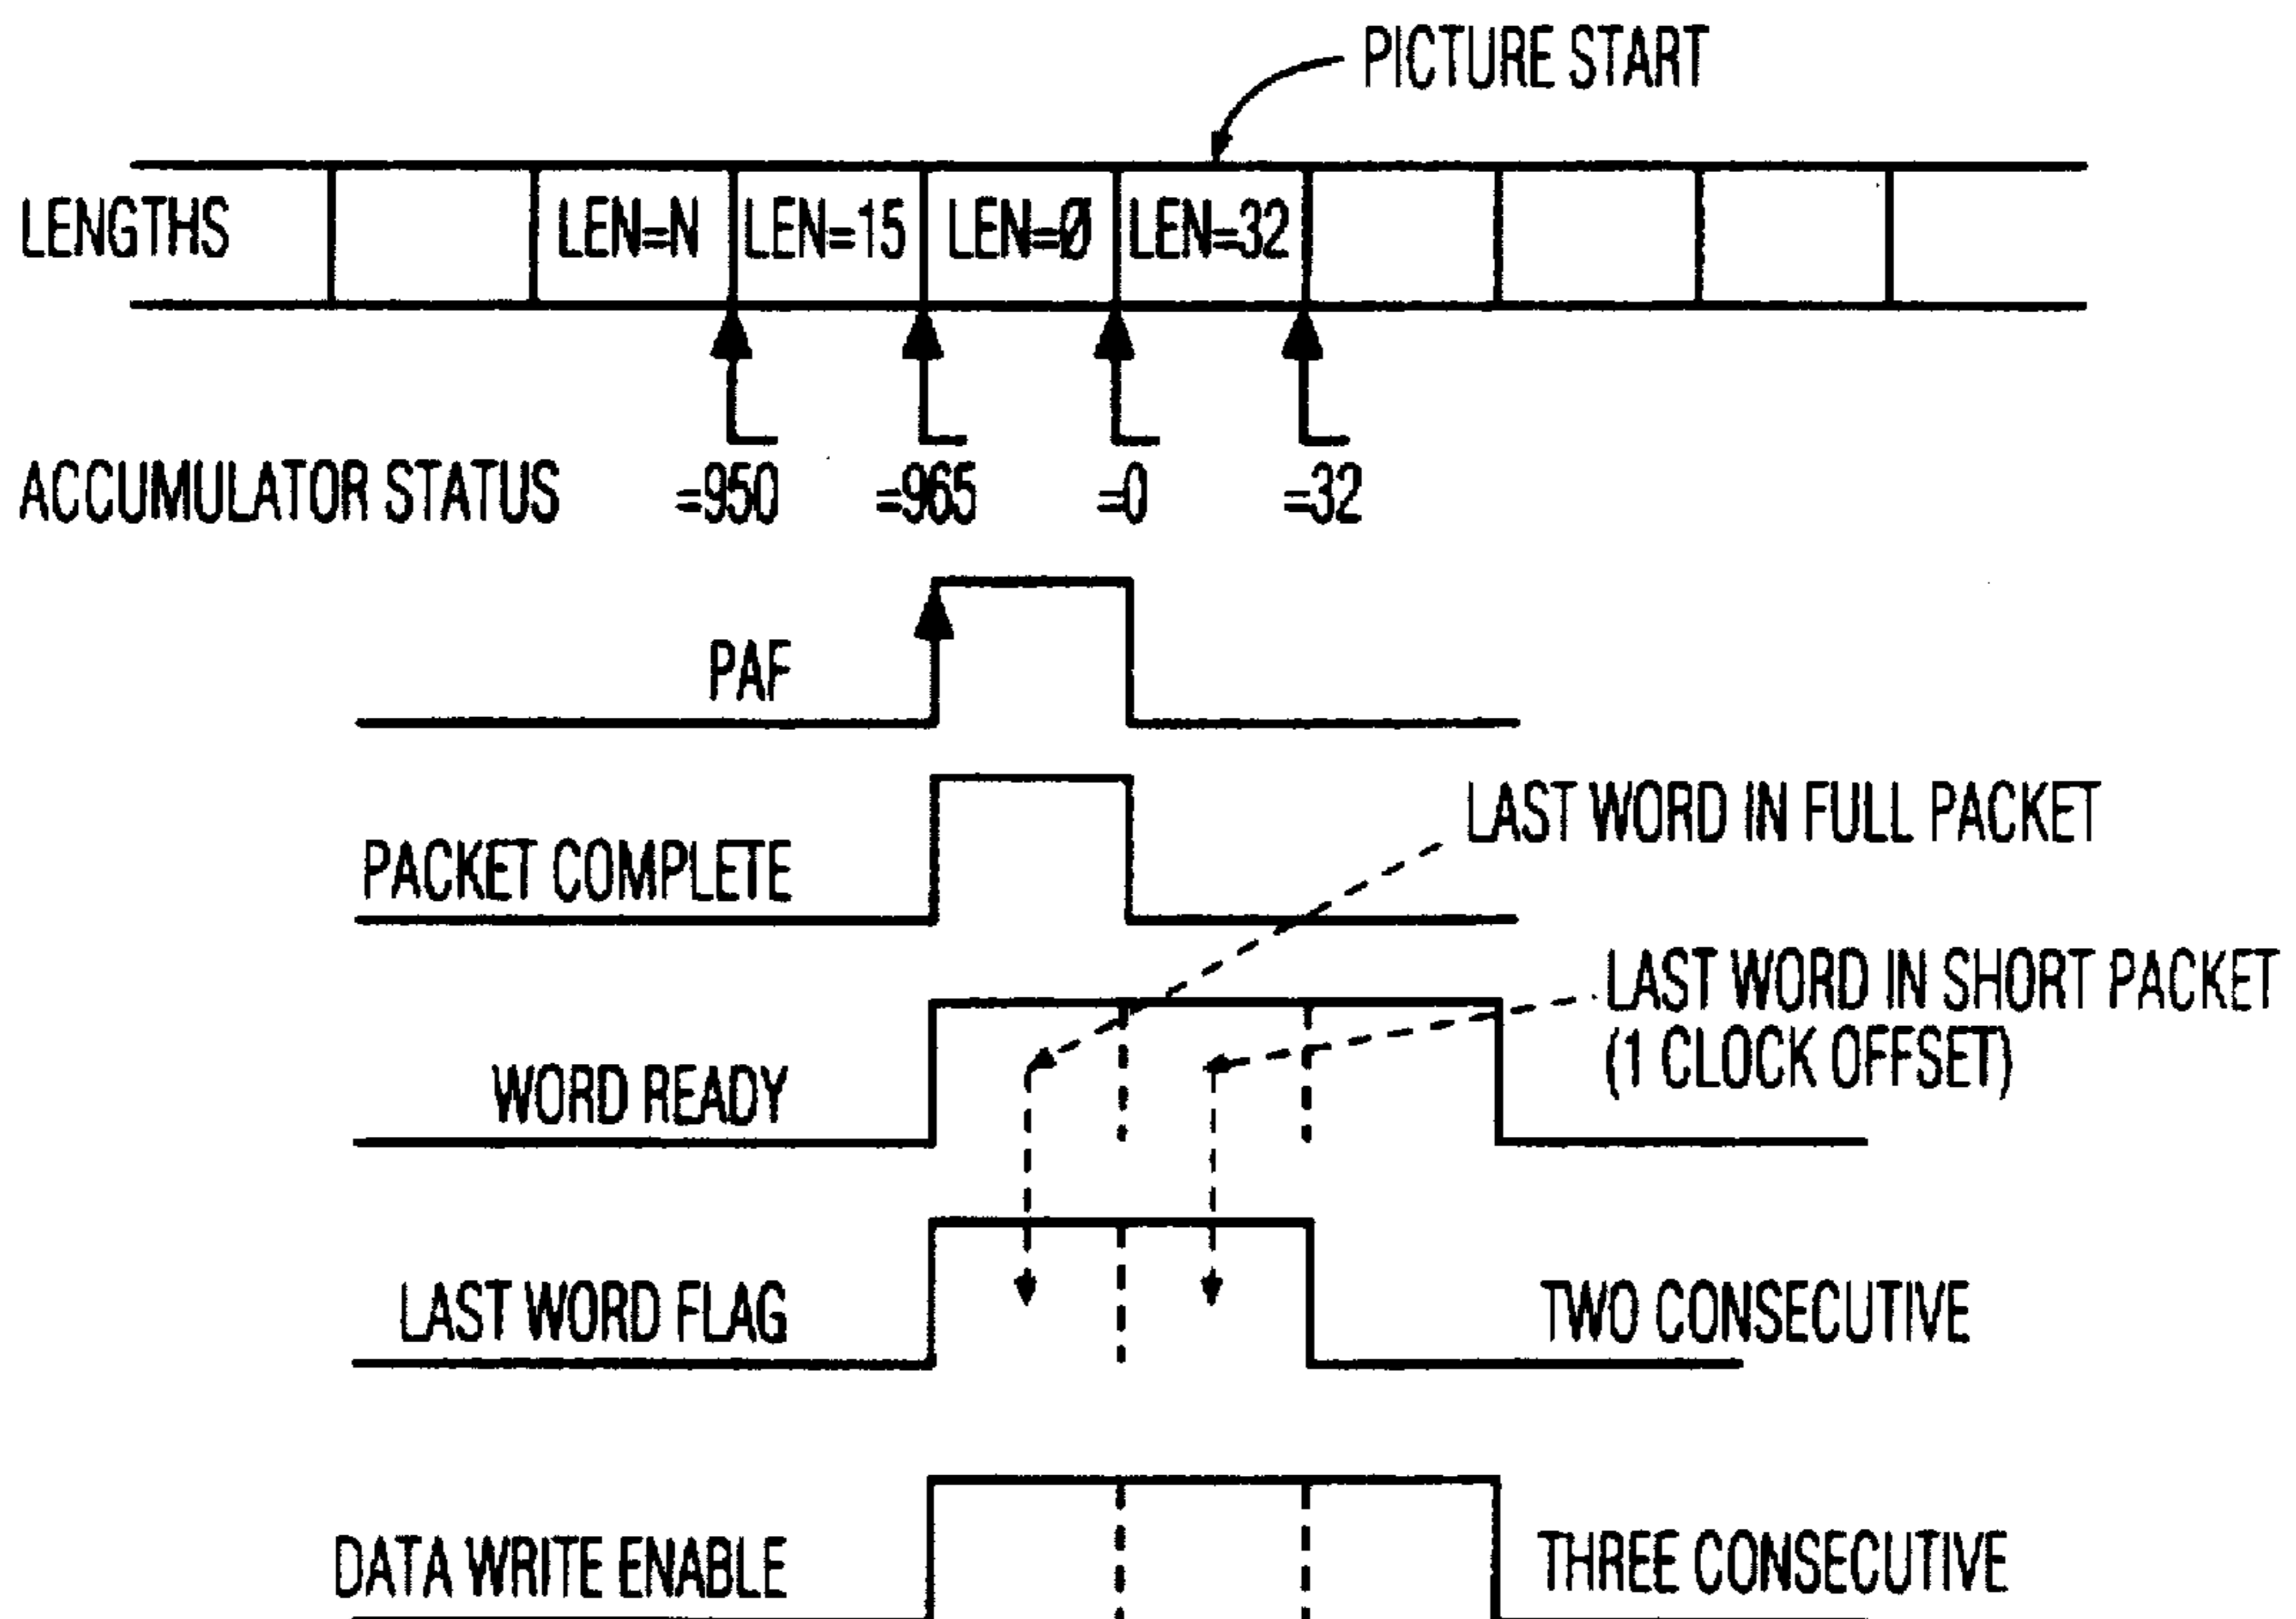 PICTURE START
LENGTHS LEN=N LEN=15 LEN=Ø LEN=32
ACCUMULATOR STATUS =950 =965 =0 =32
PAF
LAST WORD IN FULL PACKET
PACKET COMPLETE
LAST WORD IN SHORT PACKET
(1 CLOCK OFFSET)
WORD READY
LAST WORD FLAG TWO CONSECUTIVE
DATA WRITE ENABLE THREE CONSECUTIVE